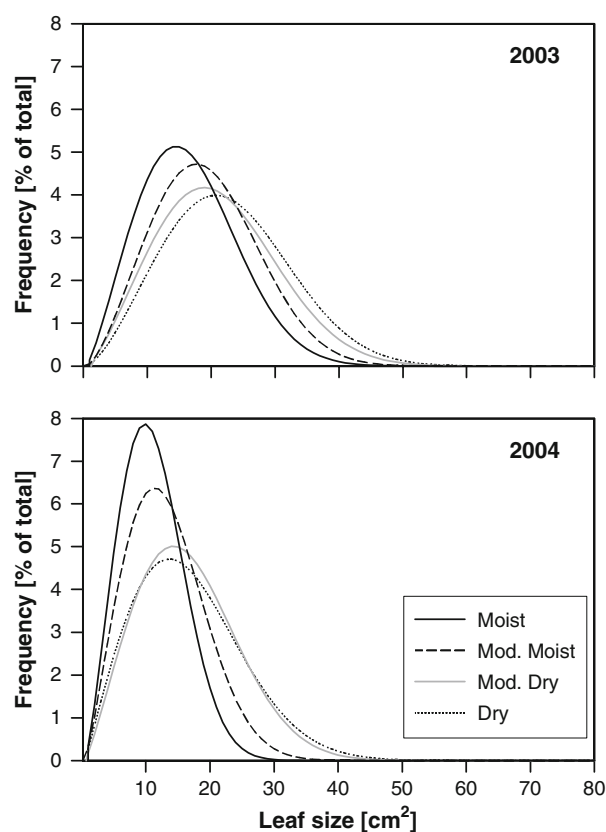 8
7
6
5
4
3
2
1
0
Frequency [% of total]
2003
8
7
6
5
4
3
2
1
0
Frequency [% of total]
2004
Moist
Mod. Moist
Mod. Dry
Dry
10 20 30 40 50 60 70 80
Leaf size [cm²]